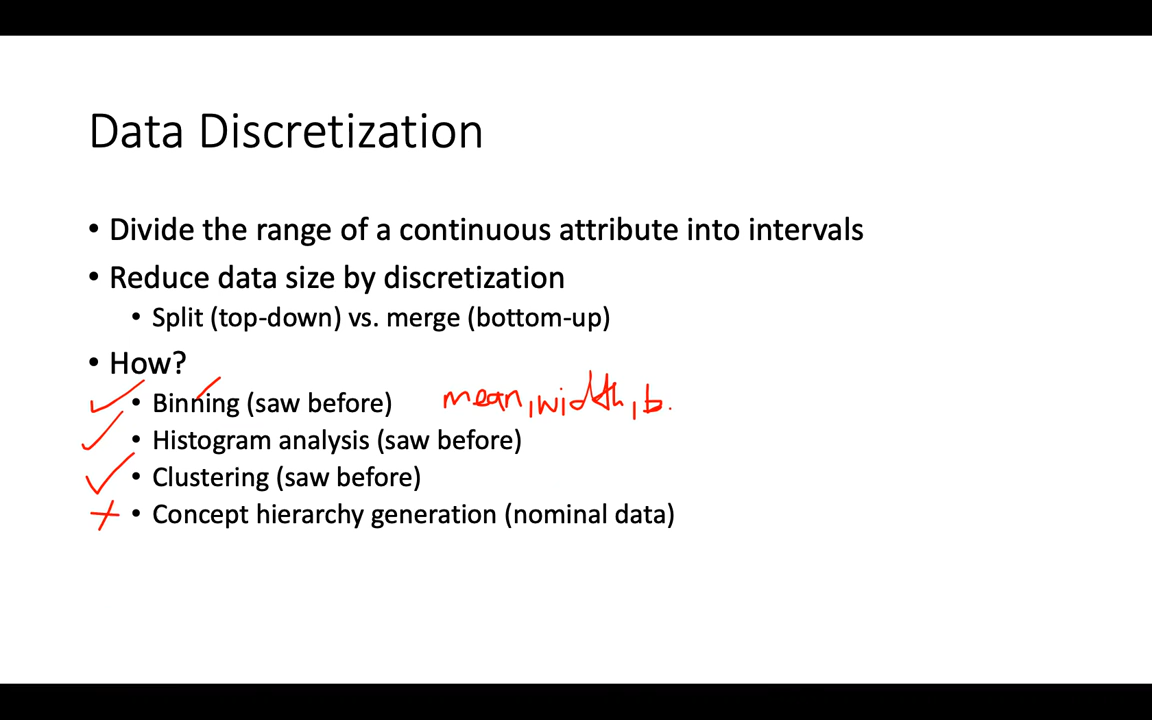 Data Discretization
• Divide the range of a continuous attribute into intervals
• Reduce data size by discretization
• Split (top-down) vs. merge (bottom-up)
• How?
• Binning (saw before) mean, width, b.
• Histogram analysis (saw before)
• Clustering (saw before)
• Concept hierarchy generation (nominal data)